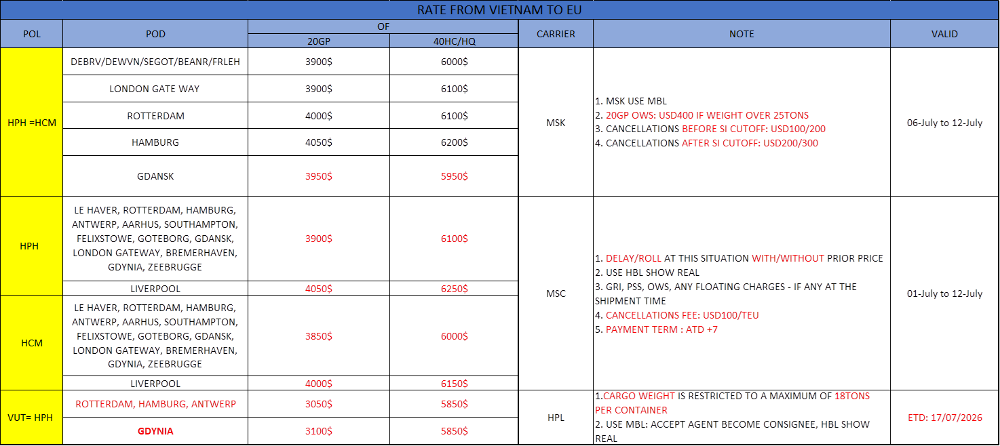 RATE FROM VIETNAM TO EU
POL
POD
OF
20GP
40HC/HQ
CARRIER
NOTE
VALID
HPH =HCM
DEBRV/DEWVN/SEGOT/BEANR/FRLEH
3900$
6000$
LONDON GATE WAY
3900$
6100$
ROTTERDAM
4000$
6100$
HAMBURG
4050$
6200$
GDANSK
3950$
5950$
MSK
1. MSK USE MBL
2. 20GP OWS: USD400 IF WEIGHT OVER 25TONS
3. CANCELLATIONS BEFORE SI CUTOFF: USD100/200
4. CANCELLATIONS AFTER SI CUTOFF: USD200/300
06-July to 12-July
HPH
LE HAVER, ROTTERDAM, HAMBURG,
ANTWERP, AARHUS, SOUTHAMPTON,
FELIXSTOWE, GOTEBORG, GDANSK,
LONDON GATEWAY, BREMERHAVEN,
GDYNIA, ZEEBRUGGE
3900$
6100$
LIVERPOOL
4050$
6250$
HCM
LE HAVER, ROTTERDAM, HAMBURG,
ANTWERP, AARHUS, SOUTHAMPTON,
FELIXSTOWE, GOTEBORG, GDANSK,
LONDON GATEWAY, BREMERHAVEN,
GDYNIA, ZEEBRUGGE
3850$
6000$
LIVERPOOL
4000$
6150$
MSC
1. DELAY/ROLL AT THIS SITUATION WITH/WITHOUT PRIOR PRICE
2. USE HBL SHOW REAL
3. GRI, PSS, OWS, ANY FLOATING CHARGES - IF ANY AT THE
SHIPMENT TIME
4. CANCELLATIONS FEE: USD100/TEU
5. PAYMENT TERM : ATD +7
01-July to 12-July
VUT= HPH
ROTTERDAM, HAMBURG, ANTWERP
3050$
5850$
GDYNIA
3100$
5850$
HPL
1.CARGO WEIGHT IS RESTRICTED TO A MAXIMUM OF 18TONS
PER CONTAINER
2. USE MBL: ACCEPT AGENT BECOME CONSIGNEE, HBL SHOW
REAL
ETD: 17/07/2026